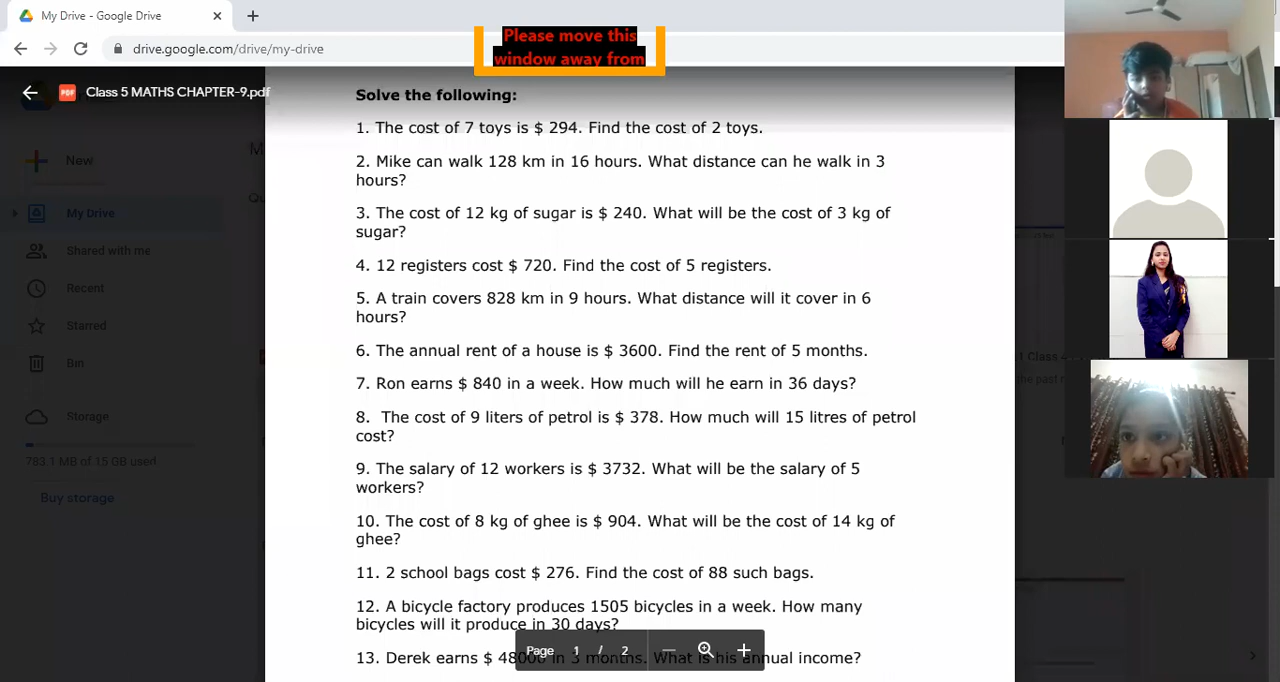 My Drive - Google Drive
drive.google.com/drive/my-drive
Please move this
window away from
Class 5 MATHS CHAPTER-9.pdf
New
My Drive
Shared with me
Recent
Starred
Bin
Storage
783.1 MB of 15 GB used
Buy storage
Solve the following:
1. The cost of 7 toys is $ 294. Find the cost of 2 toys.
2. Mike can walk 128 km in 16 hours. What distance can he walk in 3
hours?
3. The cost of 12 kg of sugar is $ 240. What will be the cost of 3 kg of
sugar?
4. 12 registers cost $ 720. Find the cost of 5 registers.
5. A train covers 828 km in 9 hours. What distance will it cover in 6
hours?
6. The annual rent of a house is $ 3600. Find the rent of 5 months.
7. Ron earns $ 840 in a week. How much will he earn in 36 days?
8. The cost of 9 liters of petrol is $ 378. How much will 15 litres of petrol
cost?
9. The salary of 12 workers is $ 3732. What will be the salary of 5
workers?
10. The cost of 8 kg of ghee is $ 904. What will be the cost of 14 kg of
ghee?
11. 2 school bags cost $ 276. Find the cost of 88 such bags.
12. A bicycle factory produces 1505 bicycles in a week. How many
bicycles will it produce in 30 days?
13. Derek earns $ 48000 in 3 months. What is his annual income?
Page 1 / 2